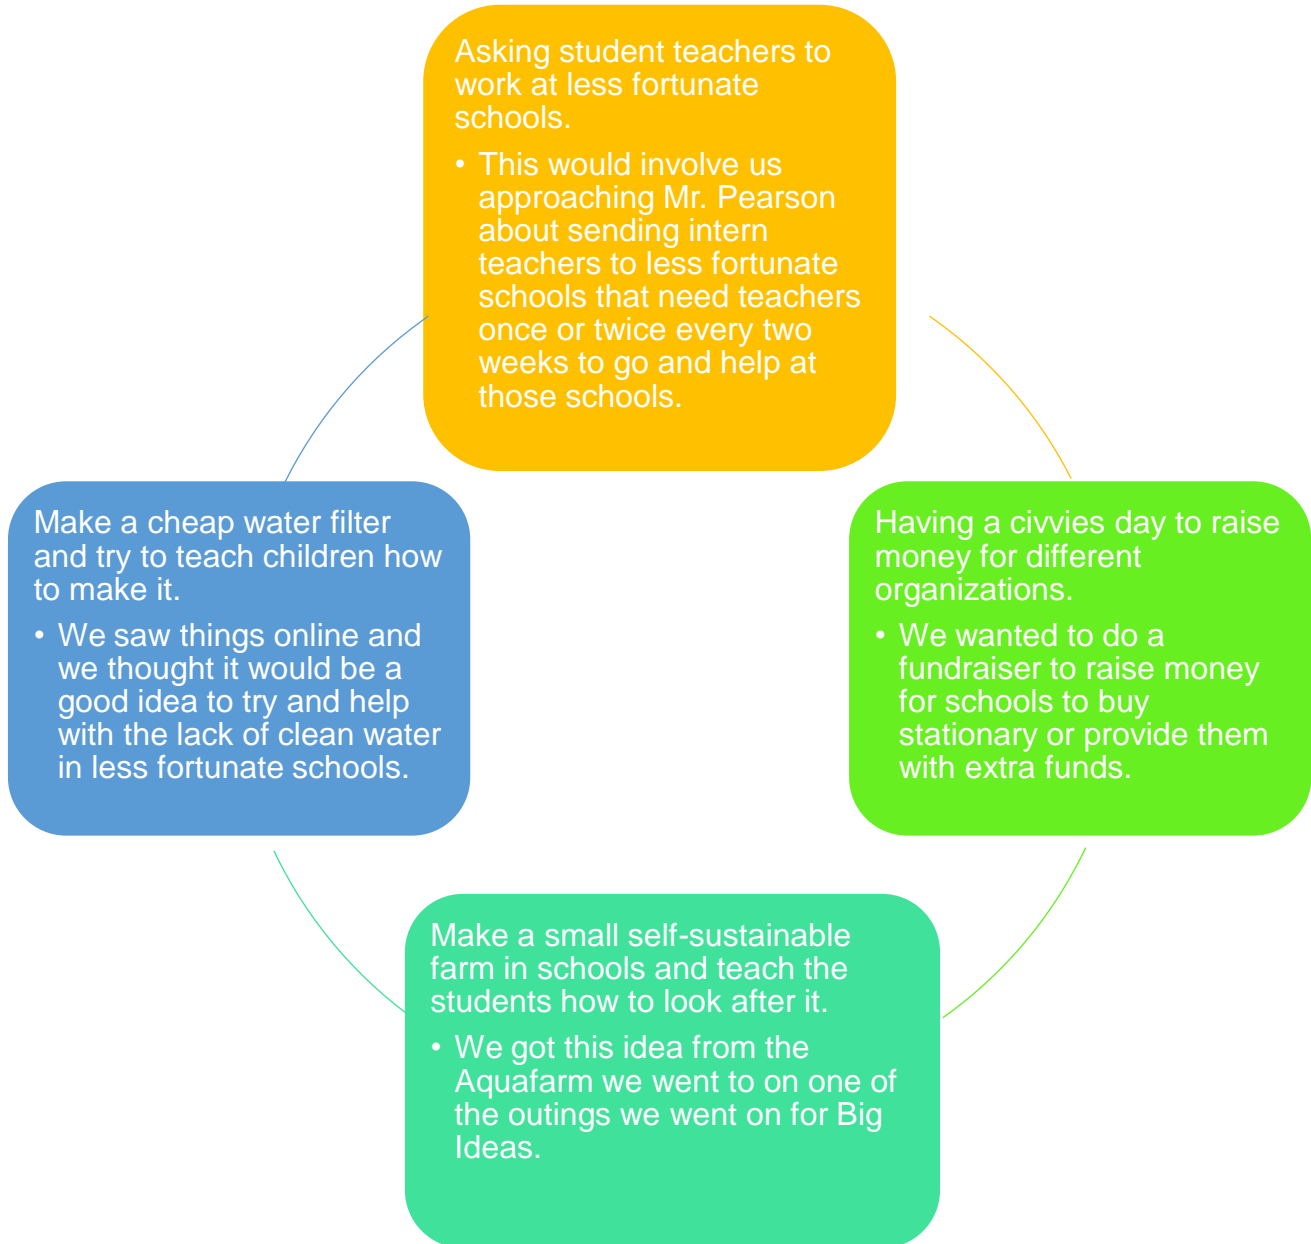 Asking student teachers to
work at less fortunate
schools.
• This would involve us
approaching Mr. Pearson
about sending intern
teachers to less fortunate
schools that need teachers
once or twice every two
weeks to go and help at
those schools.
Having a civvies day to raise
money for different
organizations.
• We wanted to do a
fundraiser to raise money
for schools to buy
stationary or provide them
with extra funds.
Make a small self-sustainable
farm in schools and teach the
students how to look after it.
• We got this idea from the
Aquafarm we went to on one of
the outings we went on for Big
Ideas.
Make a cheap water filter
and try to teach children how
to make it.
• We saw things online and
we thought it would be a
good idea to try and help
with the lack of clean water
in less fortunate schools.